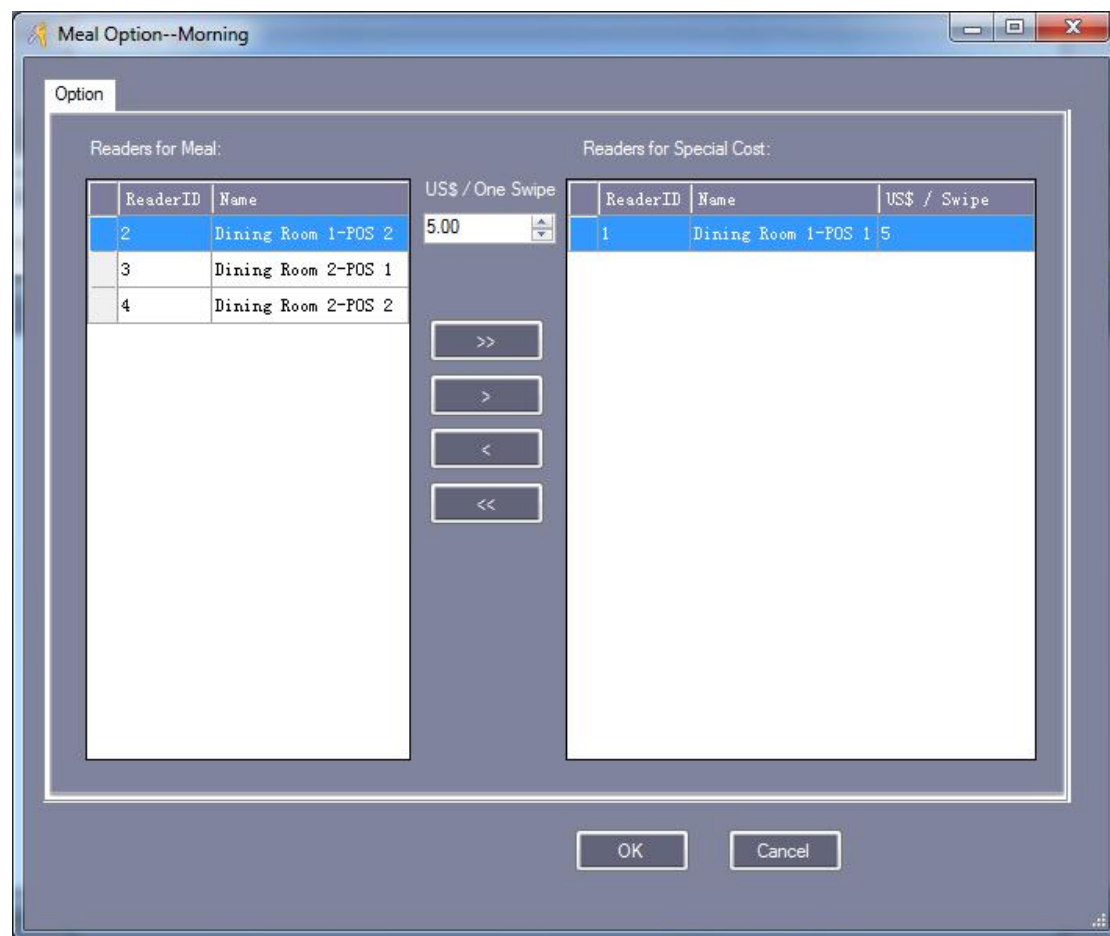 Meal Option--Morning
Option
Readers for Meal:
ReaderID Name
2 Dining Room 1-POS 2
3 Dining Room 2-POS 1
4 Dining Room 2-POS 2
US$ / One Swipe
5.00
>>
>
<
<<
Readers for Special Cost:
ReaderID Name US$ / Swipe
1 Dining Room 1-POS 1 5
OK Cancel